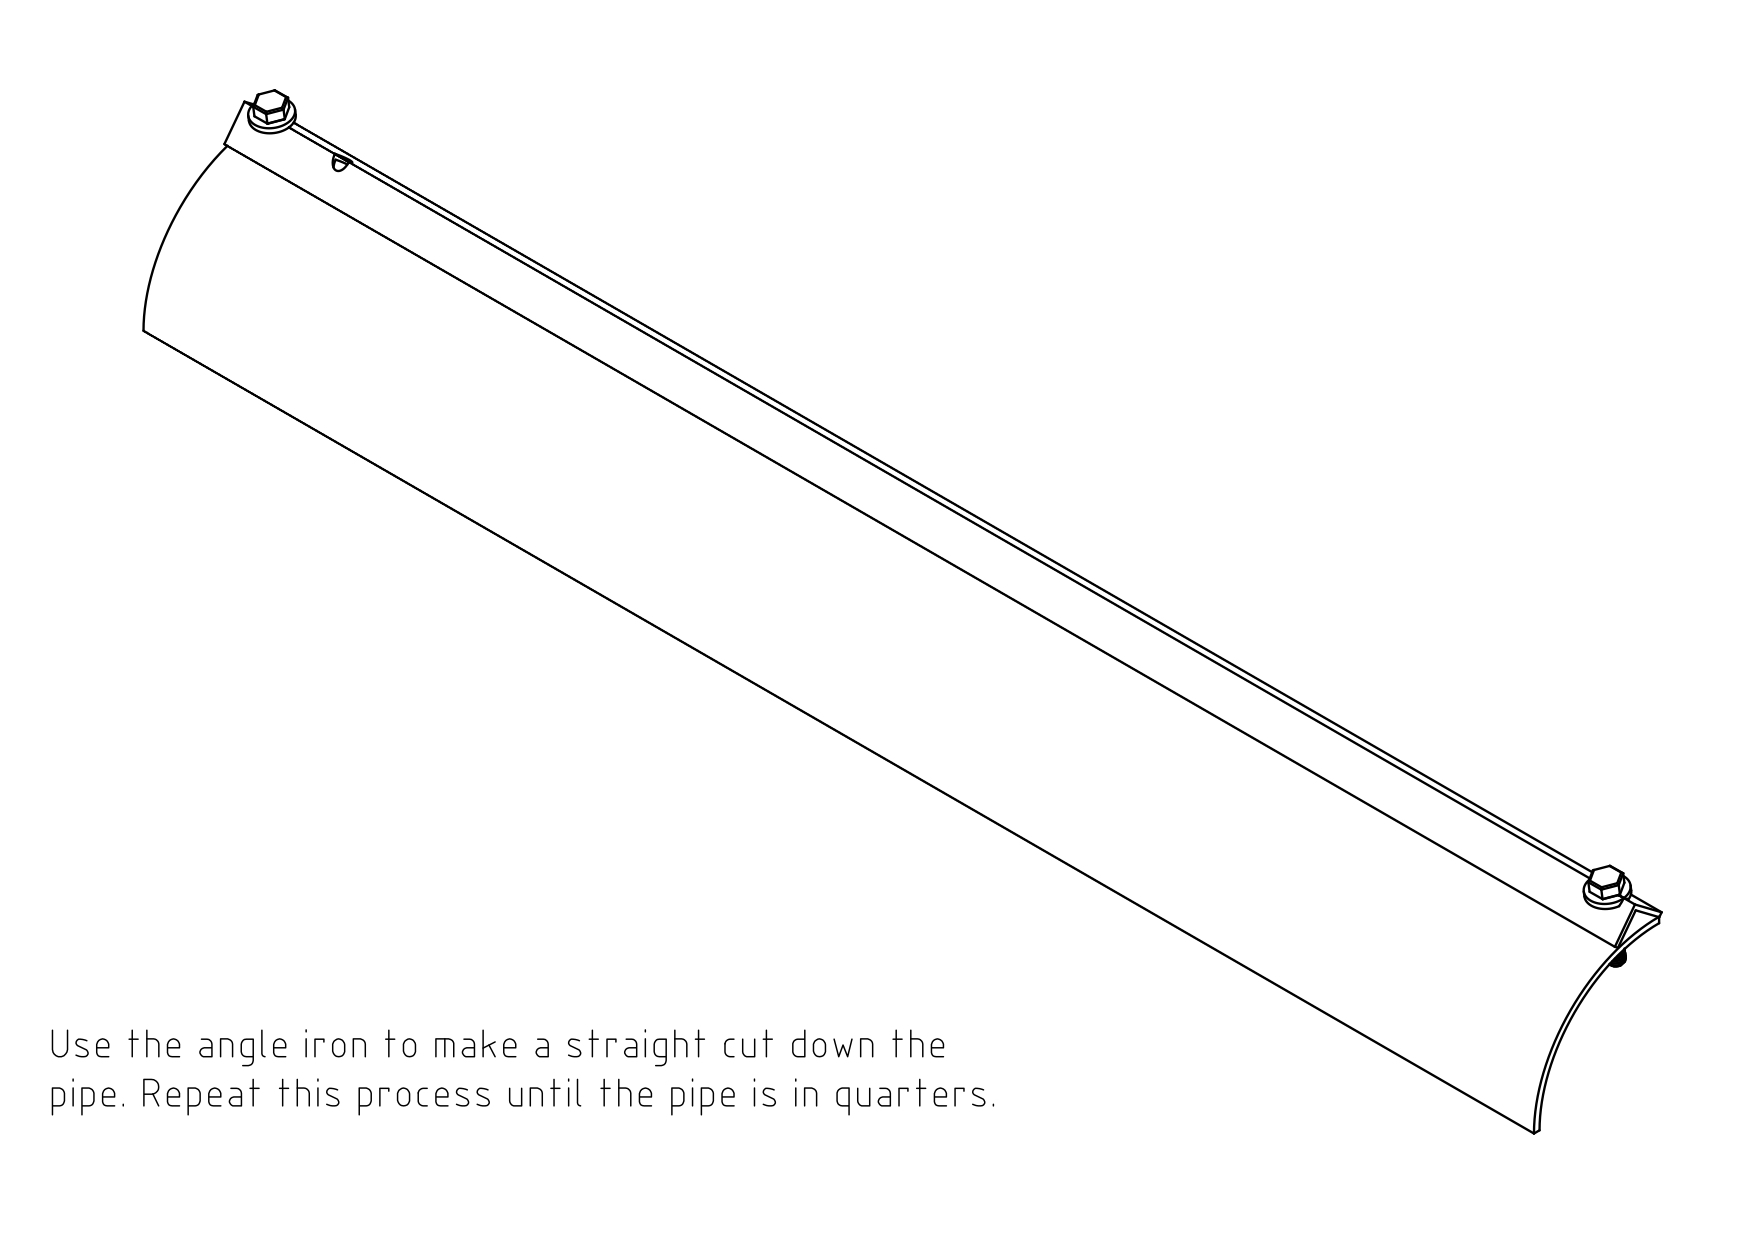 Use the angle iron to make a straight cut down the
pipe. Repeat this process until the pipe is in quarters.